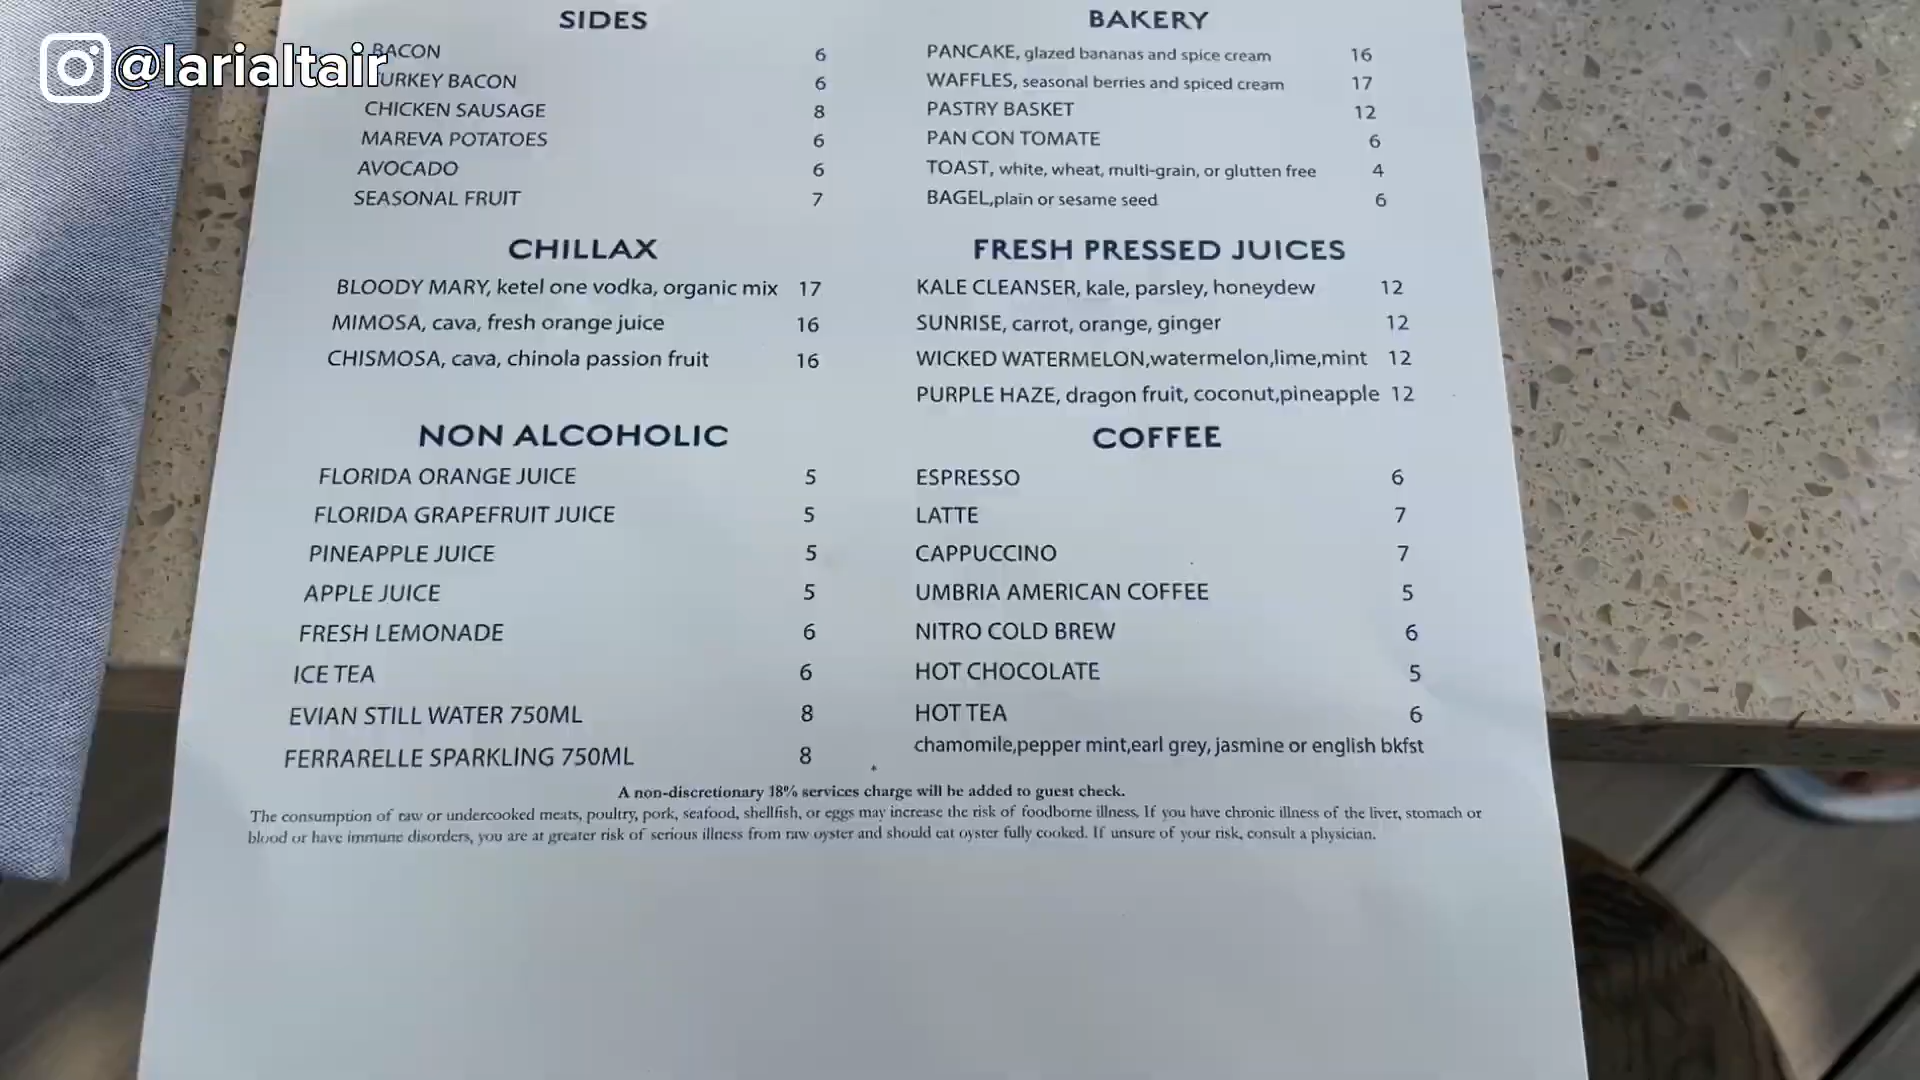 @larialtair
SIDES
BACON 6
TURKEY BACON 6
CHICKEN SAUSAGE 8
MAREVA POTATOES 6
AVOCADO 6
SEASONAL FRUIT 7
BAKERY
PANCAKE, glazed bananas and spice cream 16
WAFFLES, seasonal berries and spiced cream 17
PASTRY BASKET 12
PAN CON TOMATE 6
TOAST, white, wheat, multi-grain, or glutten free 4
BAGEL,plain or sesame seed 6
CHILLAX
BLOODY MARY, ketel one vodka, organic mix 17
MIMOSA, cava, fresh orange juice 16
CHISMOSA, cava, chinola passion fruit 16
FRESH PRESSED JUICES
KALE CLEANSER, kale, parsley, honeydew 12
SUNRISE, carrot, orange, ginger 12
WICKED WATERMELON,watermelon,lime,mint 12
PURPLE HAZE, dragon fruit, coconut,pineapple 12
NON ALCOHOLIC
FLORIDA ORANGE JUICE 5
FLORIDA GRAPEFRUIT JUICE 5
PINEAPPLE JUICE 5
APPLE JUICE 5
FRESH LEMONADE 6
ICE TEA 6
EVIAN STILL WATER 750ML 8
FERRARELLE SPARKLING 750ML 8
COFFEE
ESPRESSO 6
LATTE 7
CAPPUCCINO 7
UMBRIA AMERICAN COFFEE 5
NITRO COLD BREW 6
HOT CHOCOLATE 5
HOT TEA 6
chamomile,pepper mint,earl grey, jasmine or english bkfst
A non-discretionary 18% services charge will be added to guest check.
The consumption of raw or undercooked meats, poultry, pork, seafood, shellfish, or eggs may increase the risk of foodborne illness. If you have chronic illness of the liver, stomach or
blood or have immune disorders, you are at greater risk of serious illness from raw oyster and should eat oyster fully cooked. If unsure of your risk, consult a physician.